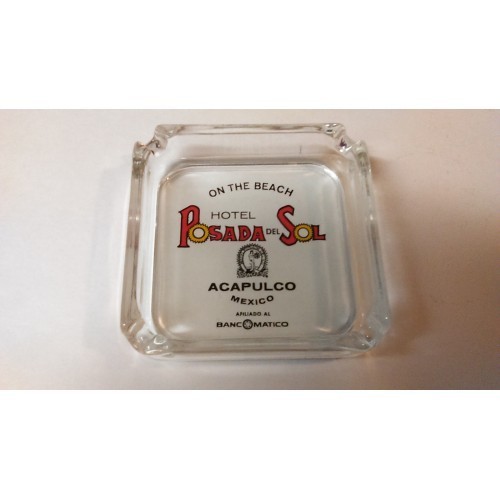 ON THE BEACH
HOTEL
POSADA DEL SOL
ACAPULCO
MEXICO
AFILIADO AL
BANCOMATICO